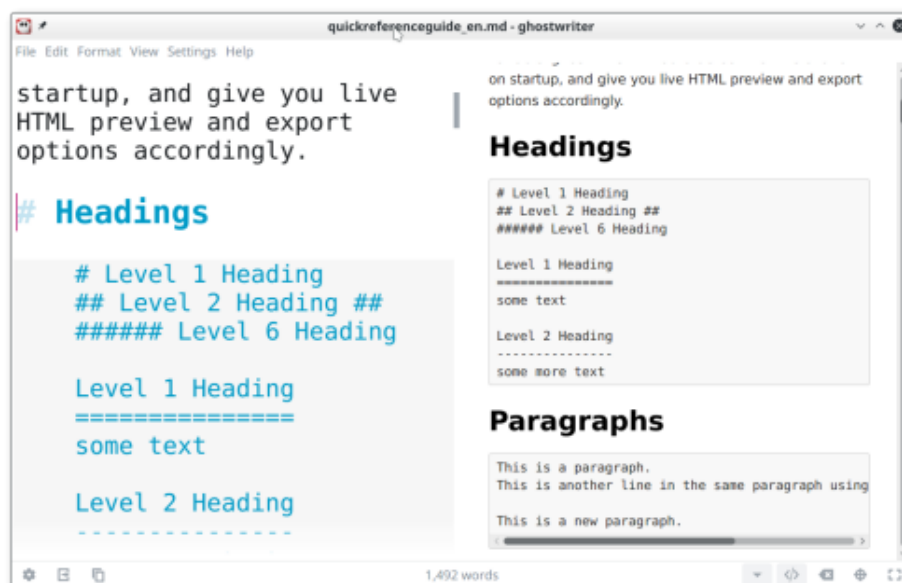 quickreferenceguide_en.md - ghostwriter
File Edit Format View Settings Help
startup, and give you live
HTML preview and export
options accordingly.
# Headings
# Level 1 Heading
## Level 2 Heading ##
###### Level 6 Heading
Level 1 Heading
===============
some text
Level 2 Heading
---------------
on startup, and give you live HTML preview and export
options accordingly.
Headings
# Level 1 Heading
## Level 2 Heading ##
###### Level 6 Heading
Level 1 Heading
===============
some text
Level 2 Heading
---------------
some more text
Paragraphs
This is a paragraph.
This is another line in the same paragraph using
This is a new paragraph.
1,492 words